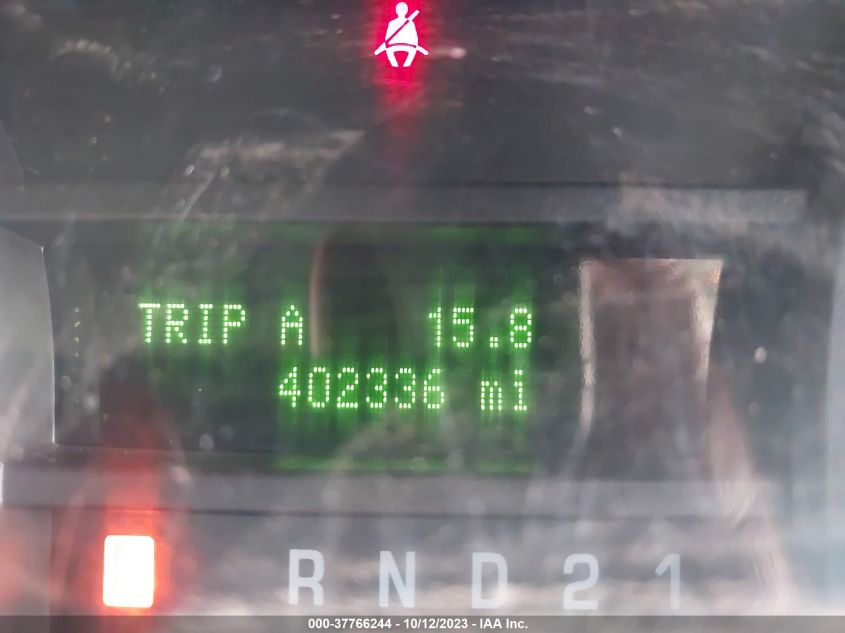 TRIP A 15.8
402336 mi
R N D 2 1
000-37766244 - 10/12/2023 - IAA Inc.